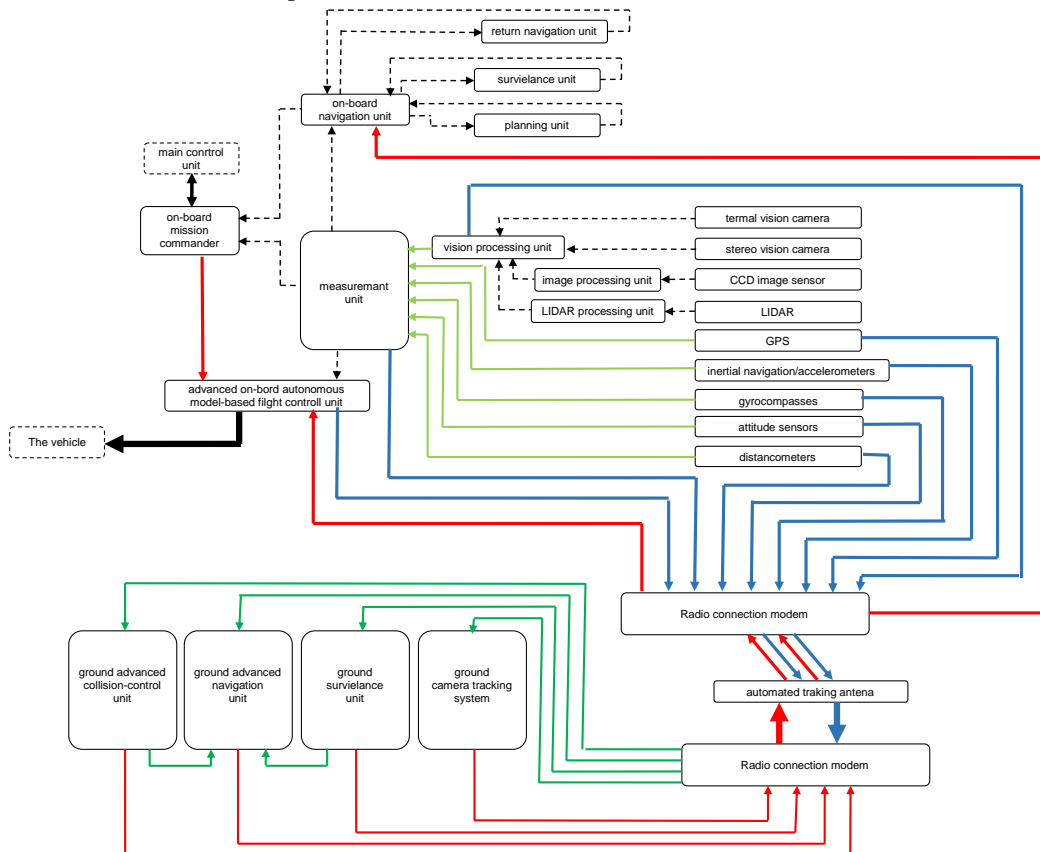 return navigation unit
survielance unit
on-board
navigation unit
planning unit
main conrtrol
unit
on-board
mission
commander
termal vision camera
vision processing unit
stereo vision camera
measuremant
unit
image processing unit
CCD image sensor
LIDAR processing unit
LIDAR
GPS
inertial navigation/accelerometers
advanced on-bord autonomous
model-based filght controll unit
gyrocompasses
attitude sensors
The vehicle
distancometers
Radio connection modem
ground advanced
collision-control
unit
ground advanced
navigation
unit
ground
survielance
unit
ground
camera tracking
system
automated traking antena
Radio connection modem